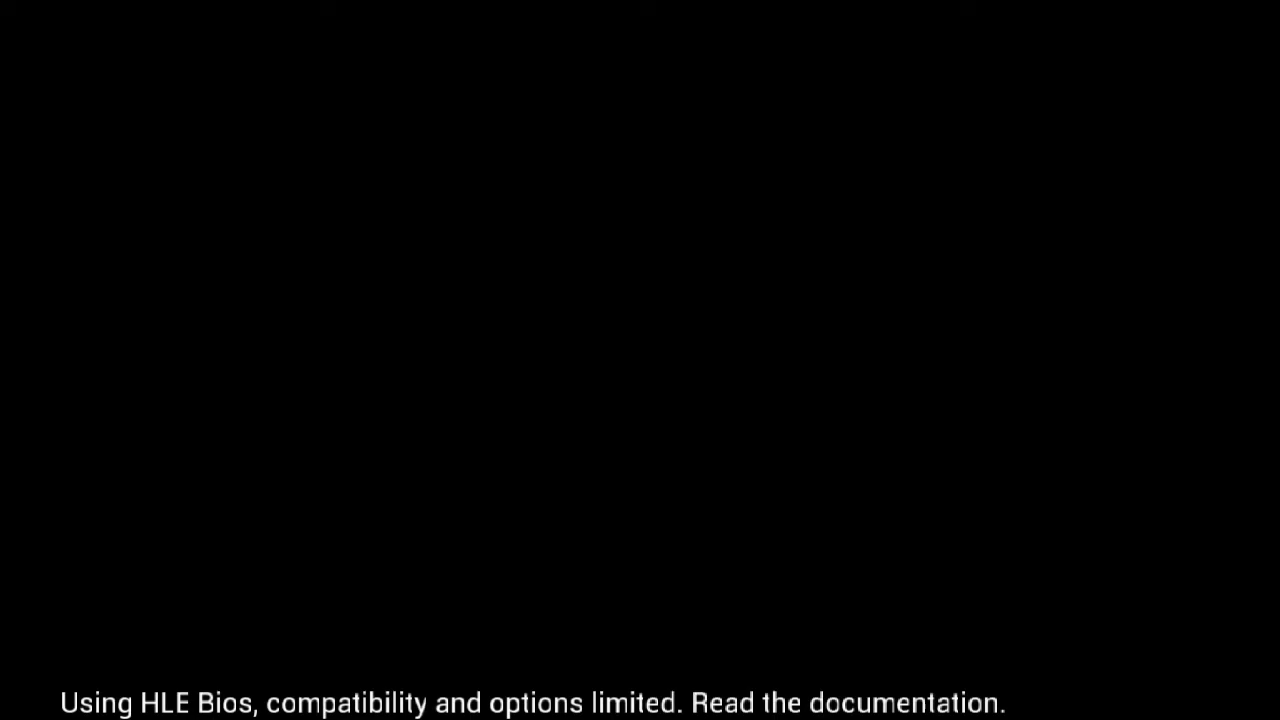 Using HLE Bios, compatibility and options limited. Read the documentation.